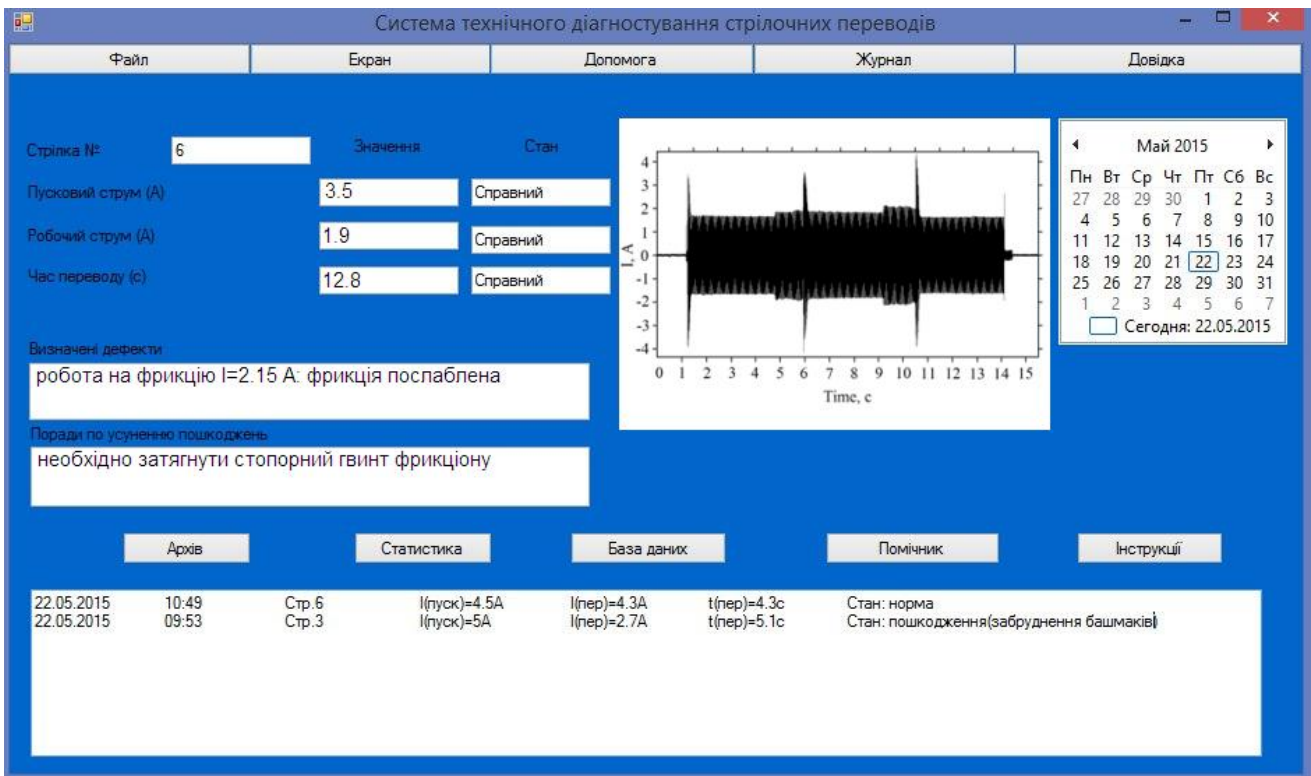 Система технічного діагностування стрілочних переводів
Файл Екран Допомога Журнал Довідка
Стрілка № 6 Значення Стан
Пусковий струм (А) 3.5 Справний
Робочий струм (А) 1.9 Справний
Час переводу (с) 12.8 Справний
Визначені дефекти
робота на фрикцію І=2.15 А: фрикція послаблена
Поради по усуненню пошкоджень
необхідно затягнути стопорний гвинт фрикціону
4
3
2
1
0
-1
-2
-3
-4
I, A
0 1 2 3 4 5 6 7 8 9 10 11 12 13 14 15
Time, c
Май 2015
Пн Вт Ср Чт Пт Сб Вс
27 28 29 30 1 2 3
4 5 6 7 8 9 10
11 12 13 14 15 16 17
18 19 20 21 22 23 24
25 26 27 28 29 30 31
1 2 3 4 5 6 7
Сегодня: 22.05.2015
Архів Статистика База даних Помічник Інструкції
22.05.2015 10:49 Стр.6 І(пуск)=4.5А І(пер)=4.3А t(пер)=4.3с Стан: норма
22.05.2015 09:53 Стр.3 І(пуск)=5А І(пер)=2.7А t(пер)=5.1с Стан: пошкодження(забруднення башмаків)